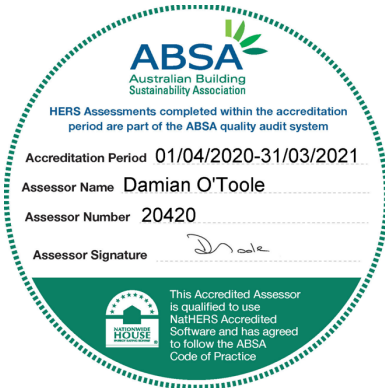 ABSA
Australian Building
Sustainability Association
HERS Assessments completed within the accreditation
period are part of the ABSA quality audit system
Accreditation Period 01/04/2020-31/03/2021
Assessor Name Damian O'Toole
Assessor Number 20420
Assessor Signature
This Accredited Assessor
is qualified to use
NatHERS Accredited
Software and has agreed
to follow the ABSA
Code of Practice
NATIONWIDE
HOUSE